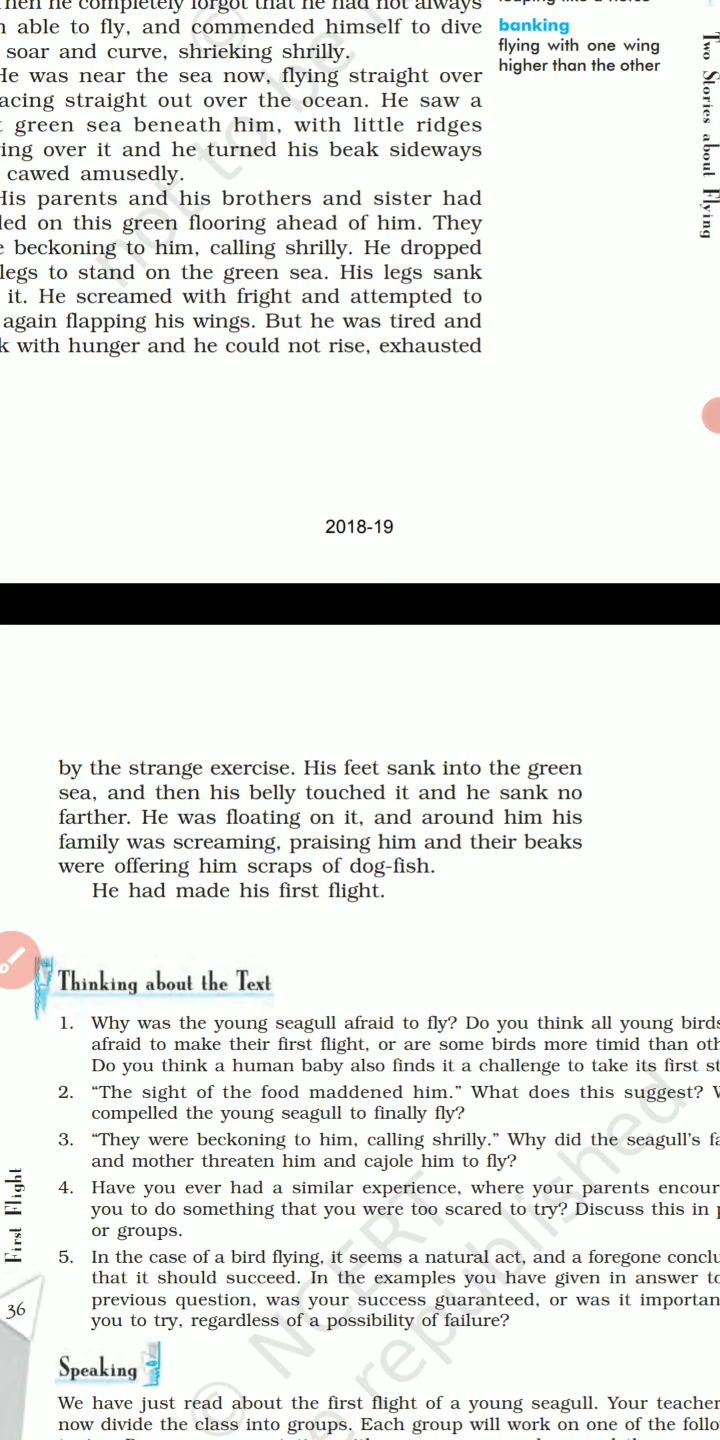 Then he completely forgot that he had not always
able to fly, and commended himself to dive
soar and curve, shrieking shrilly.
He was near the sea now, flying straight over
acing straight out over the ocean. He saw a
green sea beneath him, with little ridges
ing over it and he turned his beak sideways
cawed amusedly.
His parents and his brothers and sister had
ded on this green flooring ahead of him. They
beckoning to him, calling shrilly. He dropped
legs to stand on the green sea. His legs sank
it. He screamed with fright and attempted to
again flapping his wings. But he was tired and
k with hunger and he could not rise, exhausted
banking
flying with one wing
higher than the other
Two Stories about Flying
not to be r
©
2018-19
by the strange exercise. His feet sank into the green
sea, and then his belly touched it and he sank no
farther. He was floating on it, and around him his
family was screaming, praising him and their beaks
were offering him scraps of dog-fish.
He had made his first flight.
Thinking about the Text
1. Why was the young seagull afraid to fly? Do you think all young birds
afraid to make their first flight, or are some birds more timid than oth
Do you think a human baby also finds it a challenge to take its first st
2. “The sight of the food maddened him.” What does this suggest? W
compelled the young seagull to finally fly?
3. “They were beckoning to him, calling shrilly.” Why did the seagull’s fa
and mother threaten him and cajole him to fly?
4. Have you ever had a similar experience, where your parents encour
you to do something that you were too scared to try? Discuss this in p
or groups.
5. In the case of a bird flying, it seems a natural act, and a foregone conclu
that it should succeed. In the examples you have given in answer to
previous question, was your success guaranteed, or was it importan
you to try, regardless of a possibility of failure?
First Flight
36
Speaking
We have just read about the first flight of a young seagull. Your teacher
now divide the class into groups. Each group will work on one of the follo
© NCERT
e republished